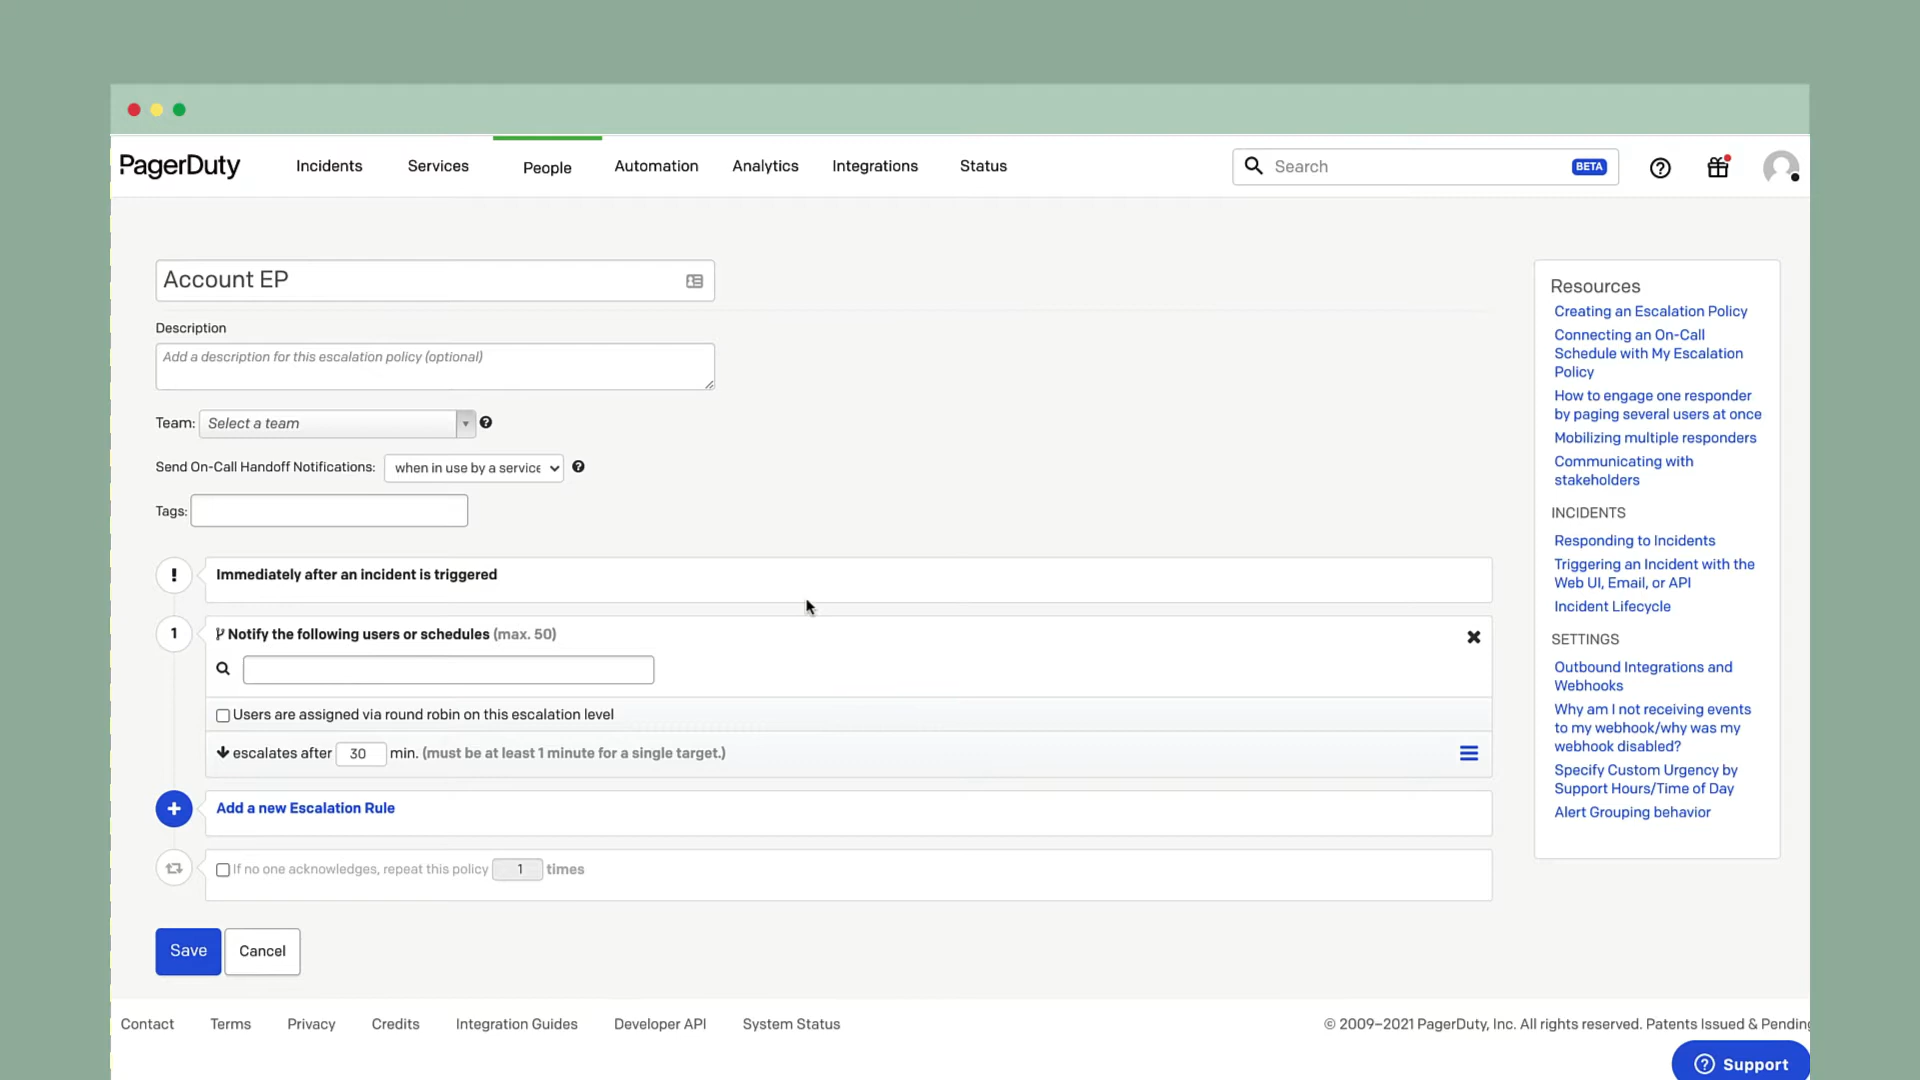 PagerDuty
Incidents
Services
People
Automation
Analytics
Integrations
Status
Search
BETA
Account EP
Description
Add a description for this escalation policy (optional)
Team: Select a team
Send On-Call Handoff Notifications: when in use by a service
Tags:
! Immediately after an incident is triggered
1 Notify the following users or schedules (max. 50)
Users are assigned via round robin on this escalation level
escalates after 30 min. (must be at least 1 minute for a single target.)
+ Add a new Escalation Rule
If no one acknowledges, repeat this policy 1 times
Save
Cancel
Resources
Creating an Escalation Policy
Connecting an On-Call
Schedule with My Escalation
Policy
How to engage one responder
by paging several users at once
Mobilizing multiple responders
Communicating with
stakeholders
INCIDENTS
Responding to Incidents
Triggering an Incident with the
Web UI, Email, or API
Incident Lifecycle
SETTINGS
Outbound Integrations and
Webhooks
Why am I not receiving events
to my webhook/why was my
webhook disabled?
Specify Custom Urgency by
Support Hours/Time of Day
Alert Grouping behavior
Contact
Terms
Privacy
Credits
Integration Guides
Developer API
System Status
© 2009–2021 PagerDuty, Inc. All rights reserved. Patents Issued & Pending
Support